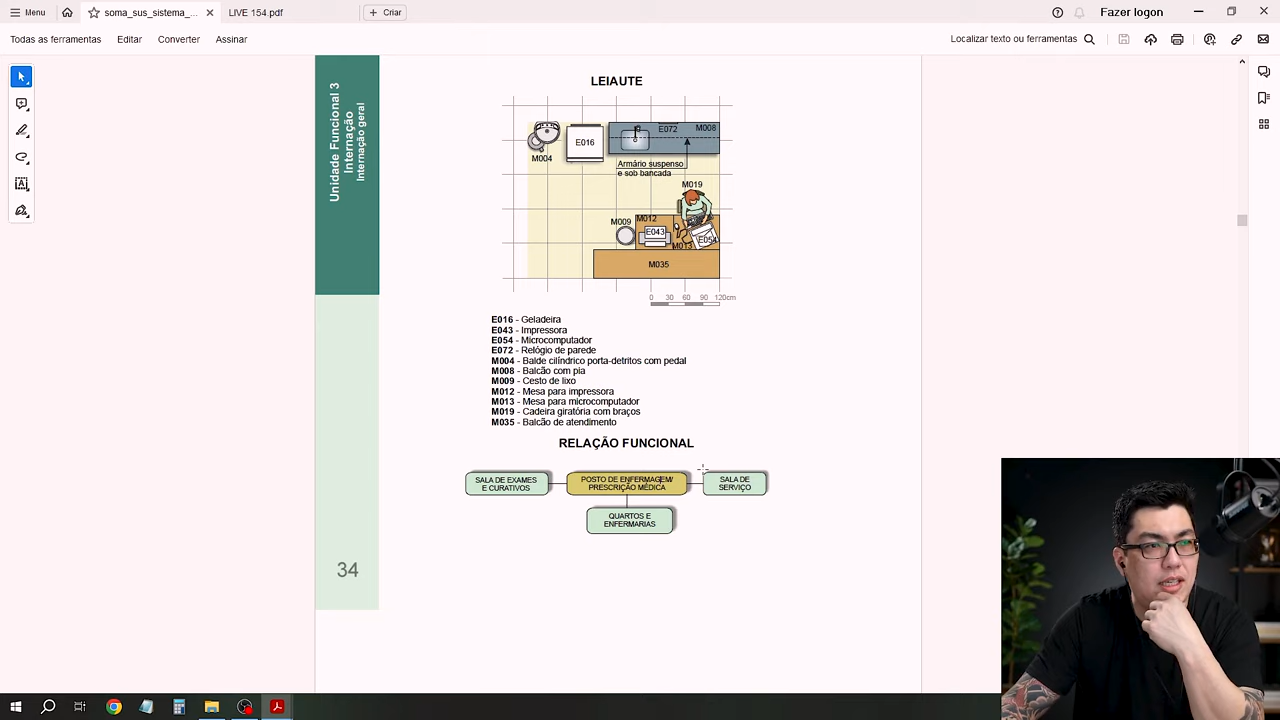 Menu
soma_sus_sistema_...
LIVE 154.pdf
Criar
Fazer logon
Todas as ferramentas
Editar
Converter
Assinar
Localizar texto ou ferramentas
Unidade Funcional 3
Internação
Internação geral
LEIAUTE
M004
E016
E072
M008
Armário suspenso
e sob bancada
M019
M009
M012
E043
M013
E054
M035
0 30 60 90 120cm
E016 - Geladeira
E043 - Impressora
E054 - Microcomputador
E072 - Relógio de parede
M004 - Balde cilíndrico porta-detritos com pedal
M008 - Balcão com pia
M009 - Cesto de lixo
M012 - Mesa para impressora
M013 - Mesa para microcomputador
M019 - Cadeira giratória com braços
M035 - Balcão de atendimento
RELAÇÃO FUNCIONAL
SALA DE EXAMES
E CURATIVOS
POSTO DE ENFERMAGEM/
PRESCRIÇÃO MÉDICA
SALA DE
SERVIÇO
QUARTOS E
ENFERMARIAS
34